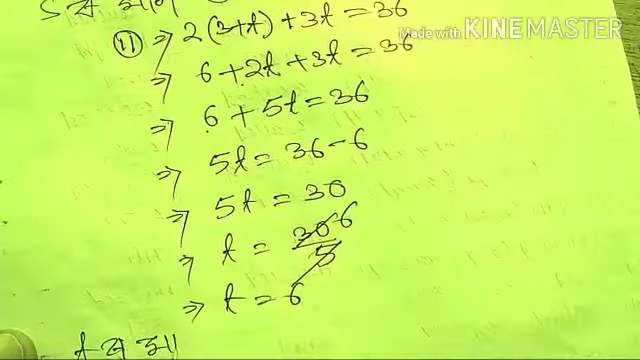 (ii) ⇒ 2(3+t) + 3t = 36
Made with KINEMASTER
⇒ 6 + 2t + 3t = 36
⇒ 6 + 5t = 36
⇒ 5t = 36 - 6
⇒ 5t = 30
⇒ t = 30/5 6
⇒ t = 6